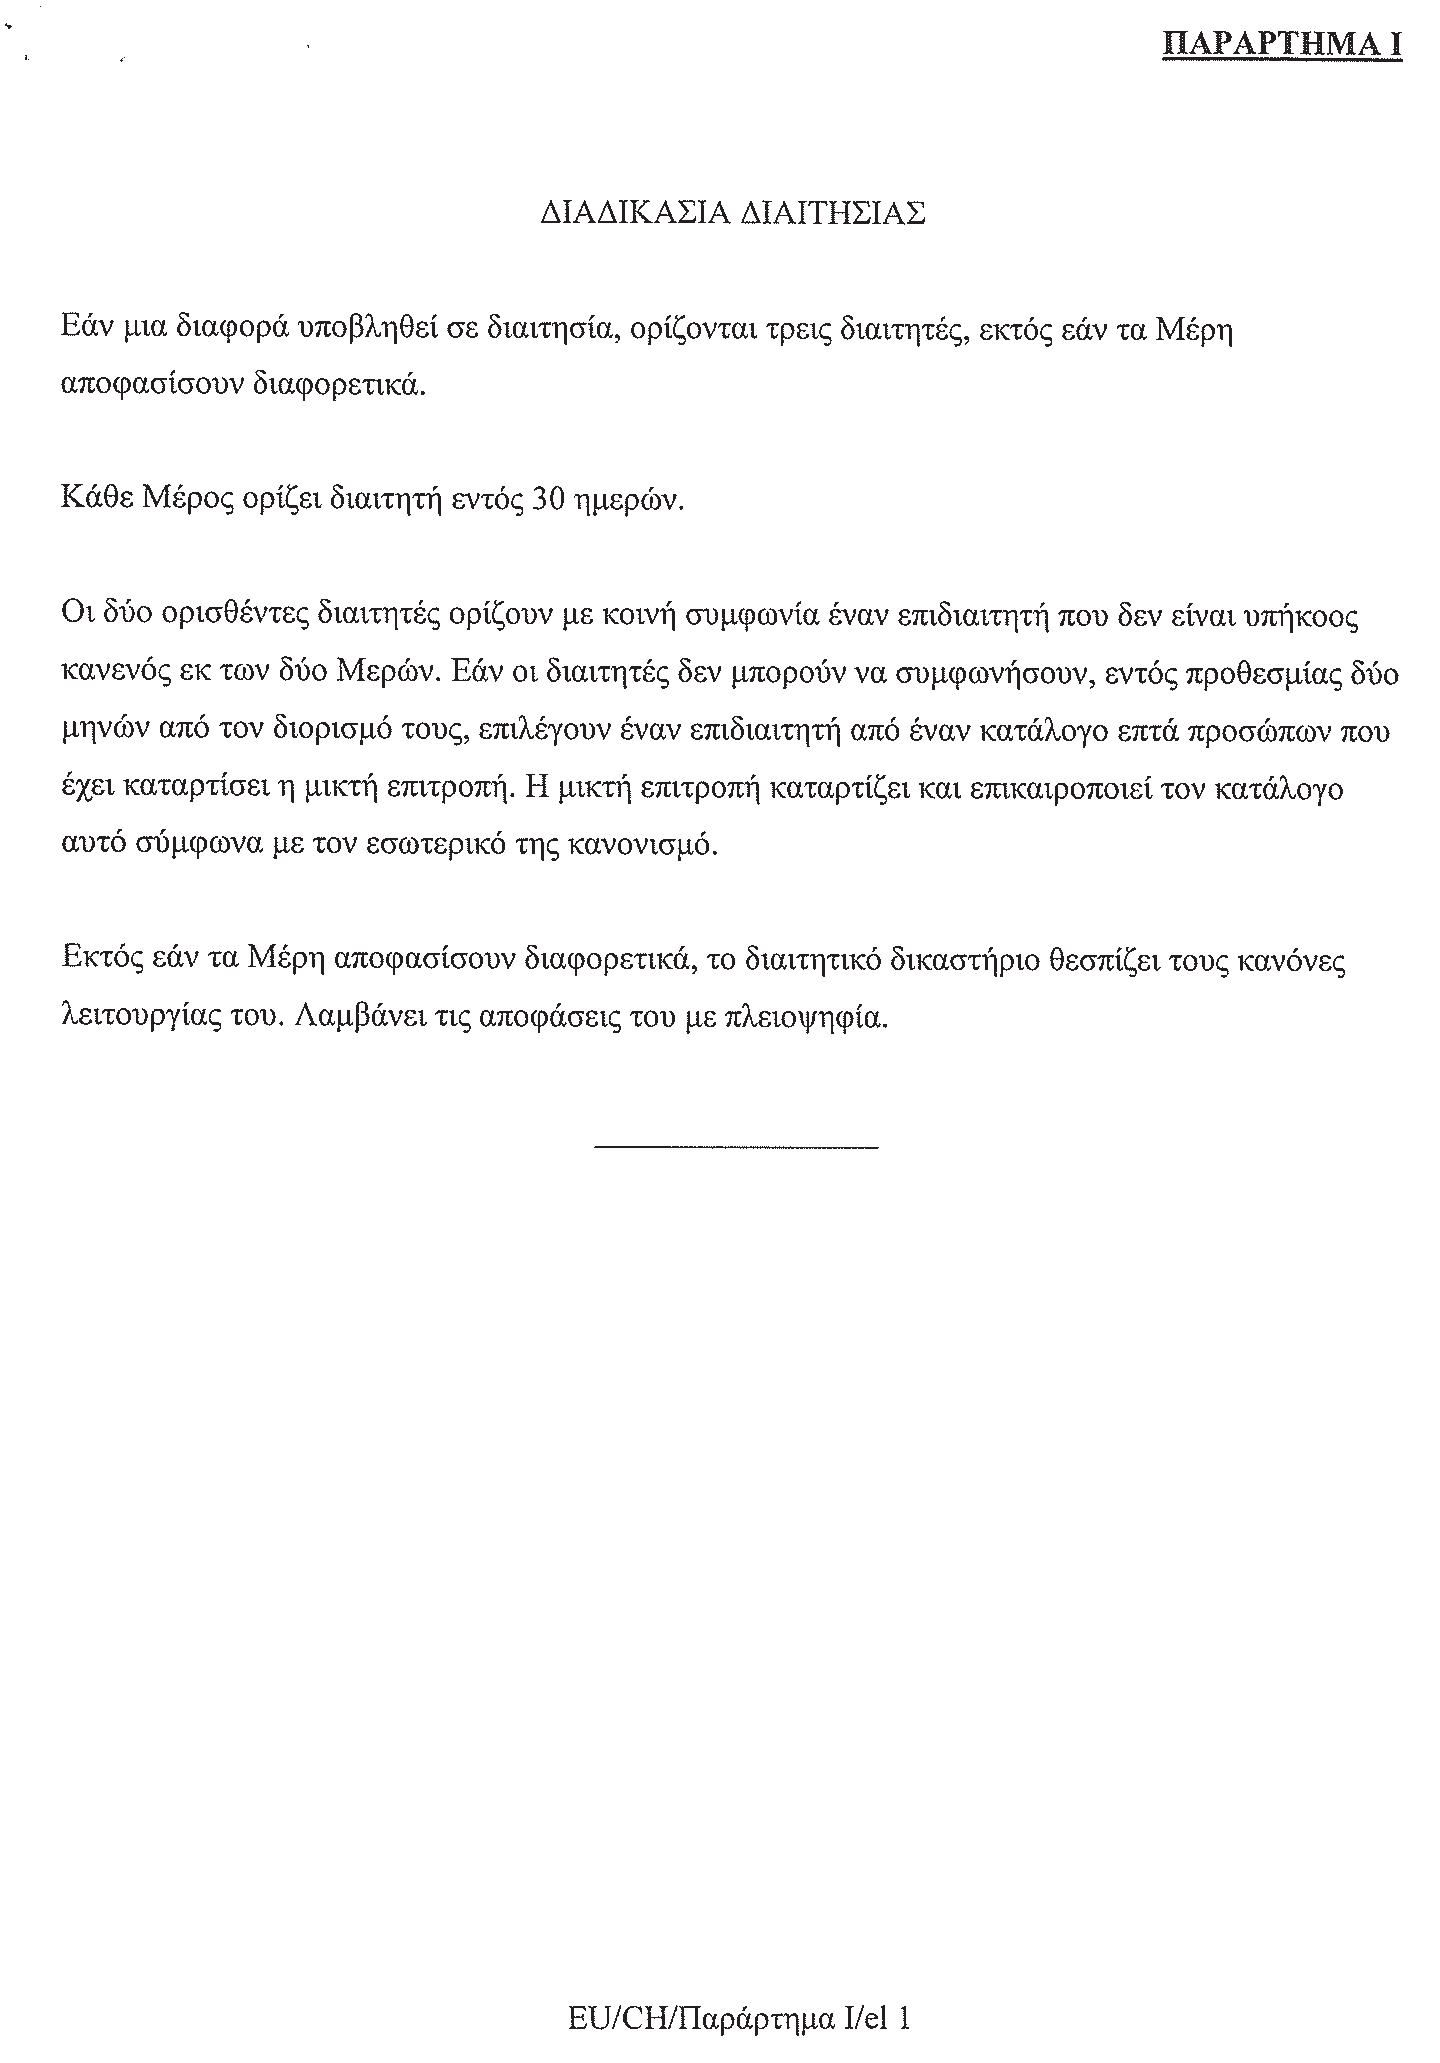 ΠΑΡΑΡΤΗΜΑ Ι
ΔΙΑΔΙΚΑΣΙΑ ΔΙΑΙΤΗΣΙΑΣ
Εάν μια διαφορά υποβληθεί σε διαιτησία, ορίζονται τρεις διαιτητές, εκτός εάν τα Μέρη
αποφασίσουν διαφορετικά.
Κάθε Μέρος ορίζει διαιτητή εντός 30 ημερών.
Οι δύο ορισθέντες διαιτητές ορίζουν με κοινή συμφωνία έναν επιδιαιτητή που δεν είναι υπήκοος
κανενός εκ των δύο Μερών. Εάν οι διαιτητές δεν μπορούν να συμφωνήσουν, εντός προθεσμίας δύο
μηνών από τον διορισμό τους, επιλέγουν έναν επιδιαιτητή από έναν κατάλογο επτά προσώπων που
έχει καταρτίσει η μικτή επιτροπή. Η μικτή επιτροπή καταρτίζει και επικαιροποιεί τον κατάλογο
αυτό σύμφωνα με τον εσωτερικό της κανονισμό.
Εκτός εάν τα Μέρη αποφασίσουν διαφορετικά, το διαιτητικό δικαστήριο θεσπίζει τους κανόνες
λειτουργίας του. Λαμβάνει τις αποφάσεις του με πλειοψηφία.
EU/CH/Παράρτημα I/el 1